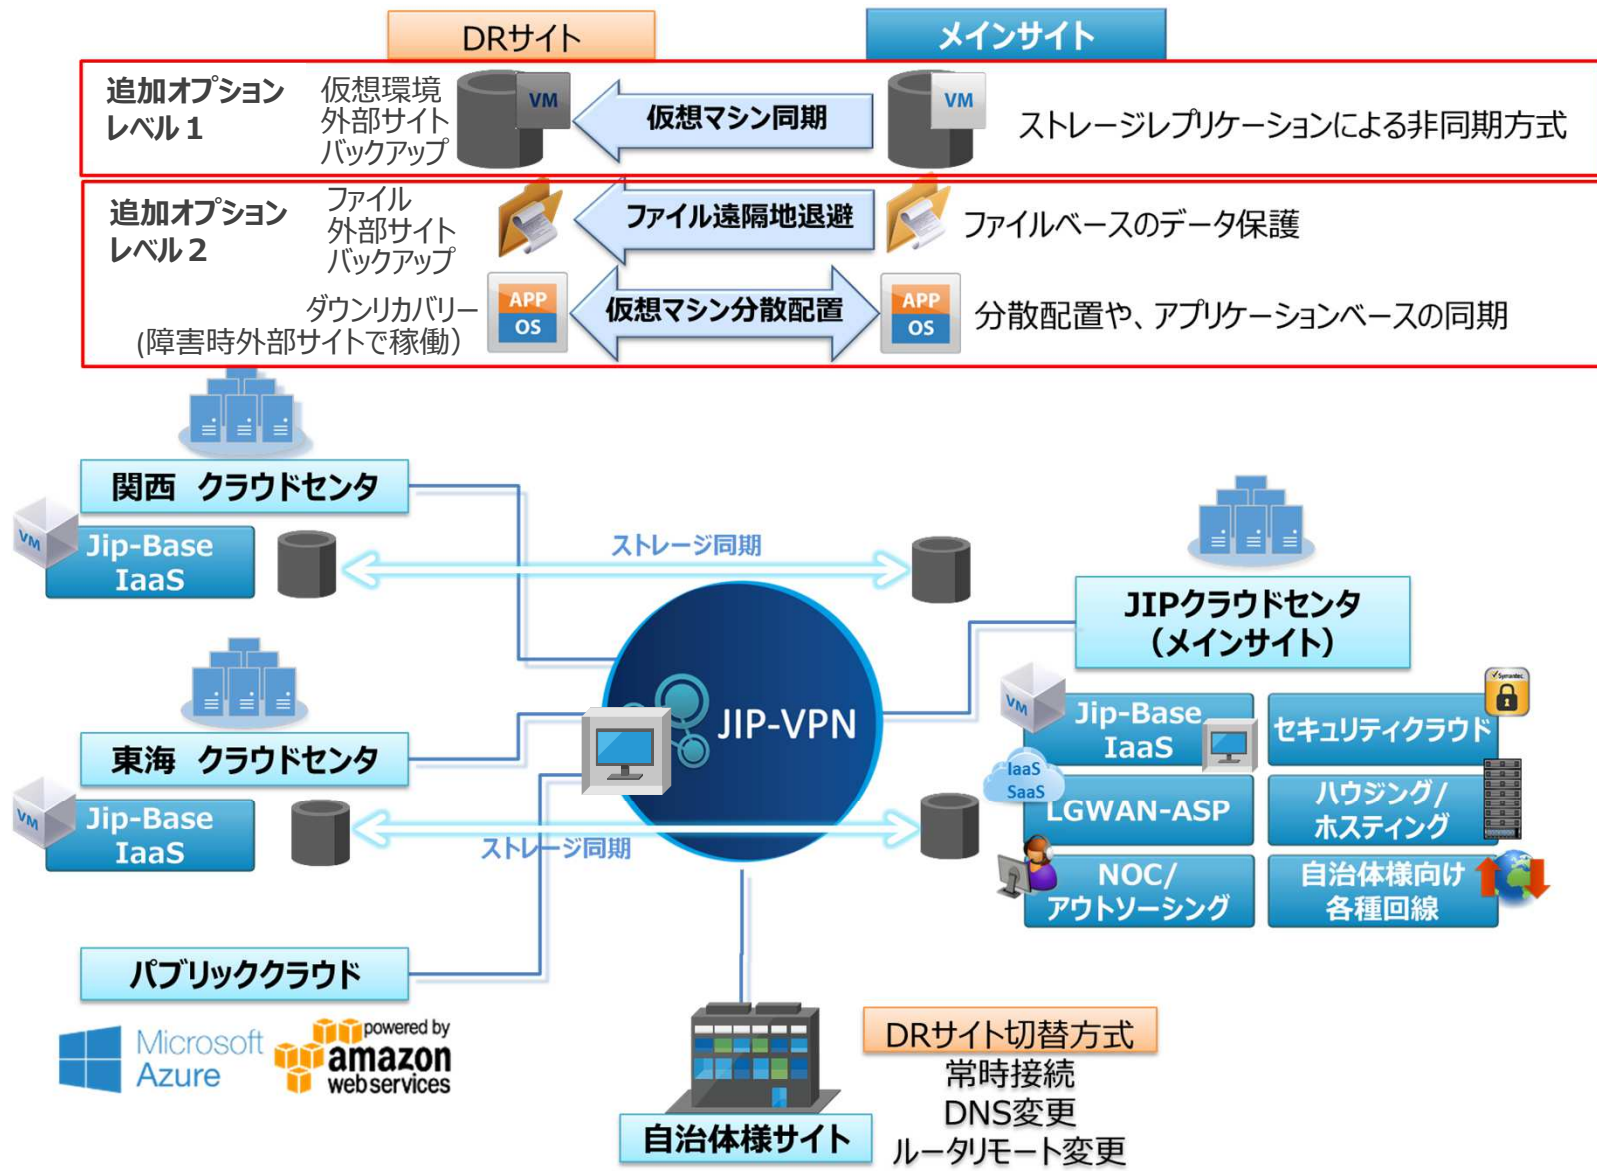 DRサイト
メインサイト
追加オプション
レベル1
仮想環境
外部サイト
バックアップ
VM
仮想マシン同期
VM
ストレージレプリケーションによる非同期方式
追加オプション
レベル2
ファイル
外部サイト
バックアップ
ファイル遠隔地退避
ファイルベースのデータ保護
ダウンリカバリー
(障害時外部サイトで稼働)
APP
OS
仮想マシン分散配置
APP
OS
分散配置や、アプリケーションベースの同期
関西 クラウドセンタ
VM
Jip-Base
IaaS
ストレージ同期
JIPクラウドセンタ
(メインサイト)
東海 クラウドセンタ
VM
Jip-Base
IaaS
ストレージ同期
JIP-VPN
VM
Jip-Base
IaaS
Symantec
セキュリティクラウド
IaaS
SaaS
LGWAN-ASP
ハウジング/
ホスティング
NOC/
アウトソーシング
自治体様向け
各種回線
パブリッククラウド
Microsoft
Azure
powered by
amazon
web services
自治体様サイト
DRサイト切替方式
常時接続
DNS変更
ルータリモート変更